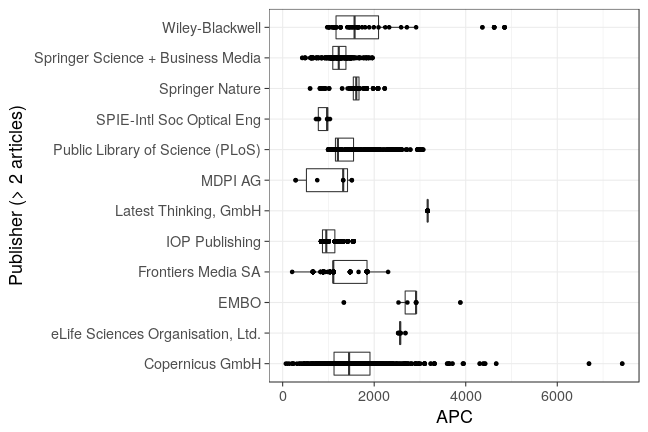 Publisher (> 2 articles)
Wiley-Blackwell
Springer Science + Business Media
Springer Nature
SPIE-Intl Soc Optical Eng
Public Library of Science (PLoS)
MDPI AG
Latest Thinking, GmbH
IOP Publishing
Frontiers Media SA
EMBO
eLife Sciences Organisation, Ltd.
Copernicus GmbH
0 2000 4000 6000
APC